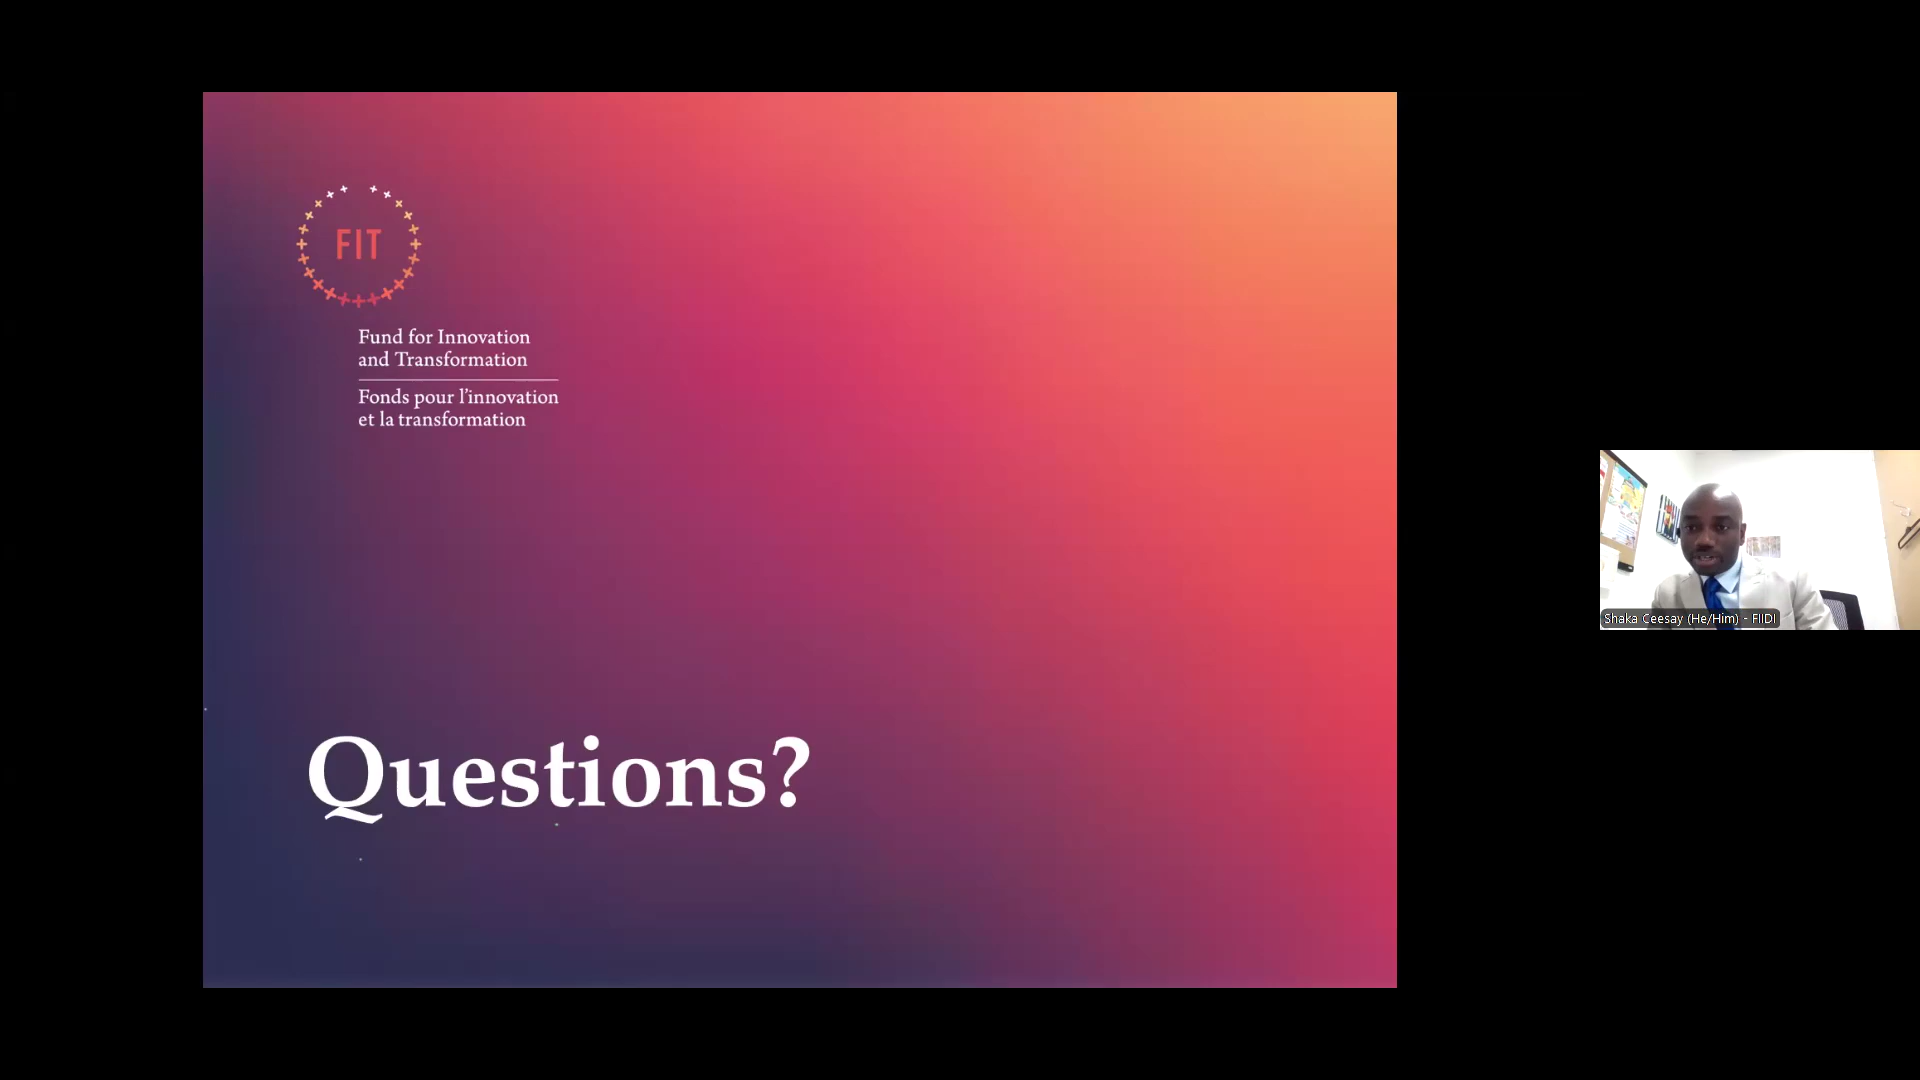 FIT
Fund for Innovation
and Transformation
Fonds pour l'innovation
et la transformation
Questions?
Shaka Ceesay (He/Him) - FIIDI